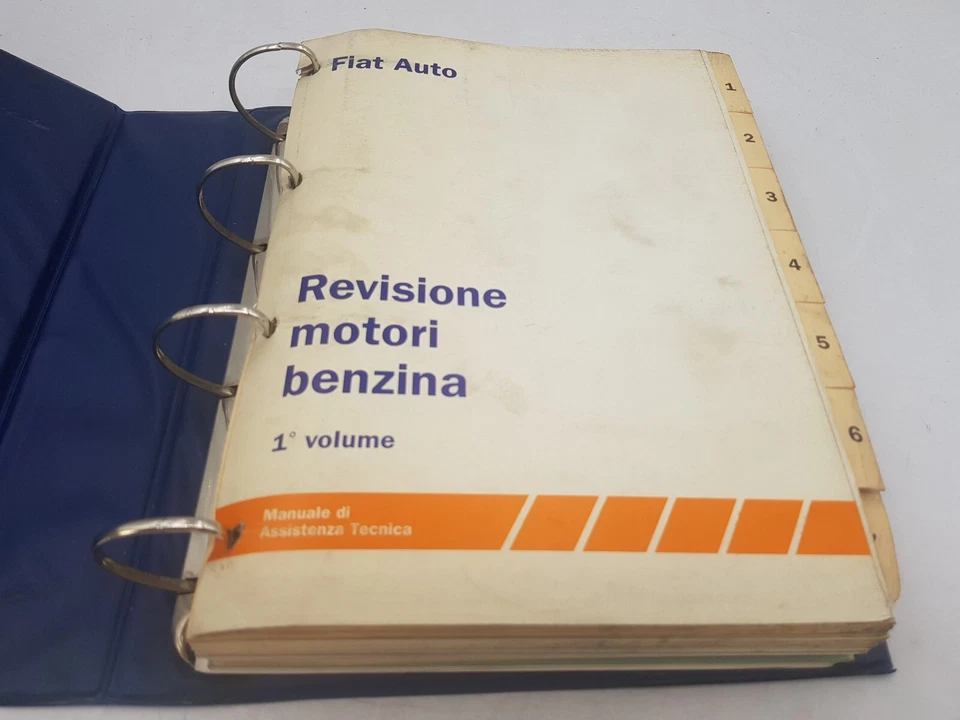 Fiat Auto
Revisione
motori
benzina
1° volume
Manuale di
Assistenza Tecnica
1
2
3
4
5
6